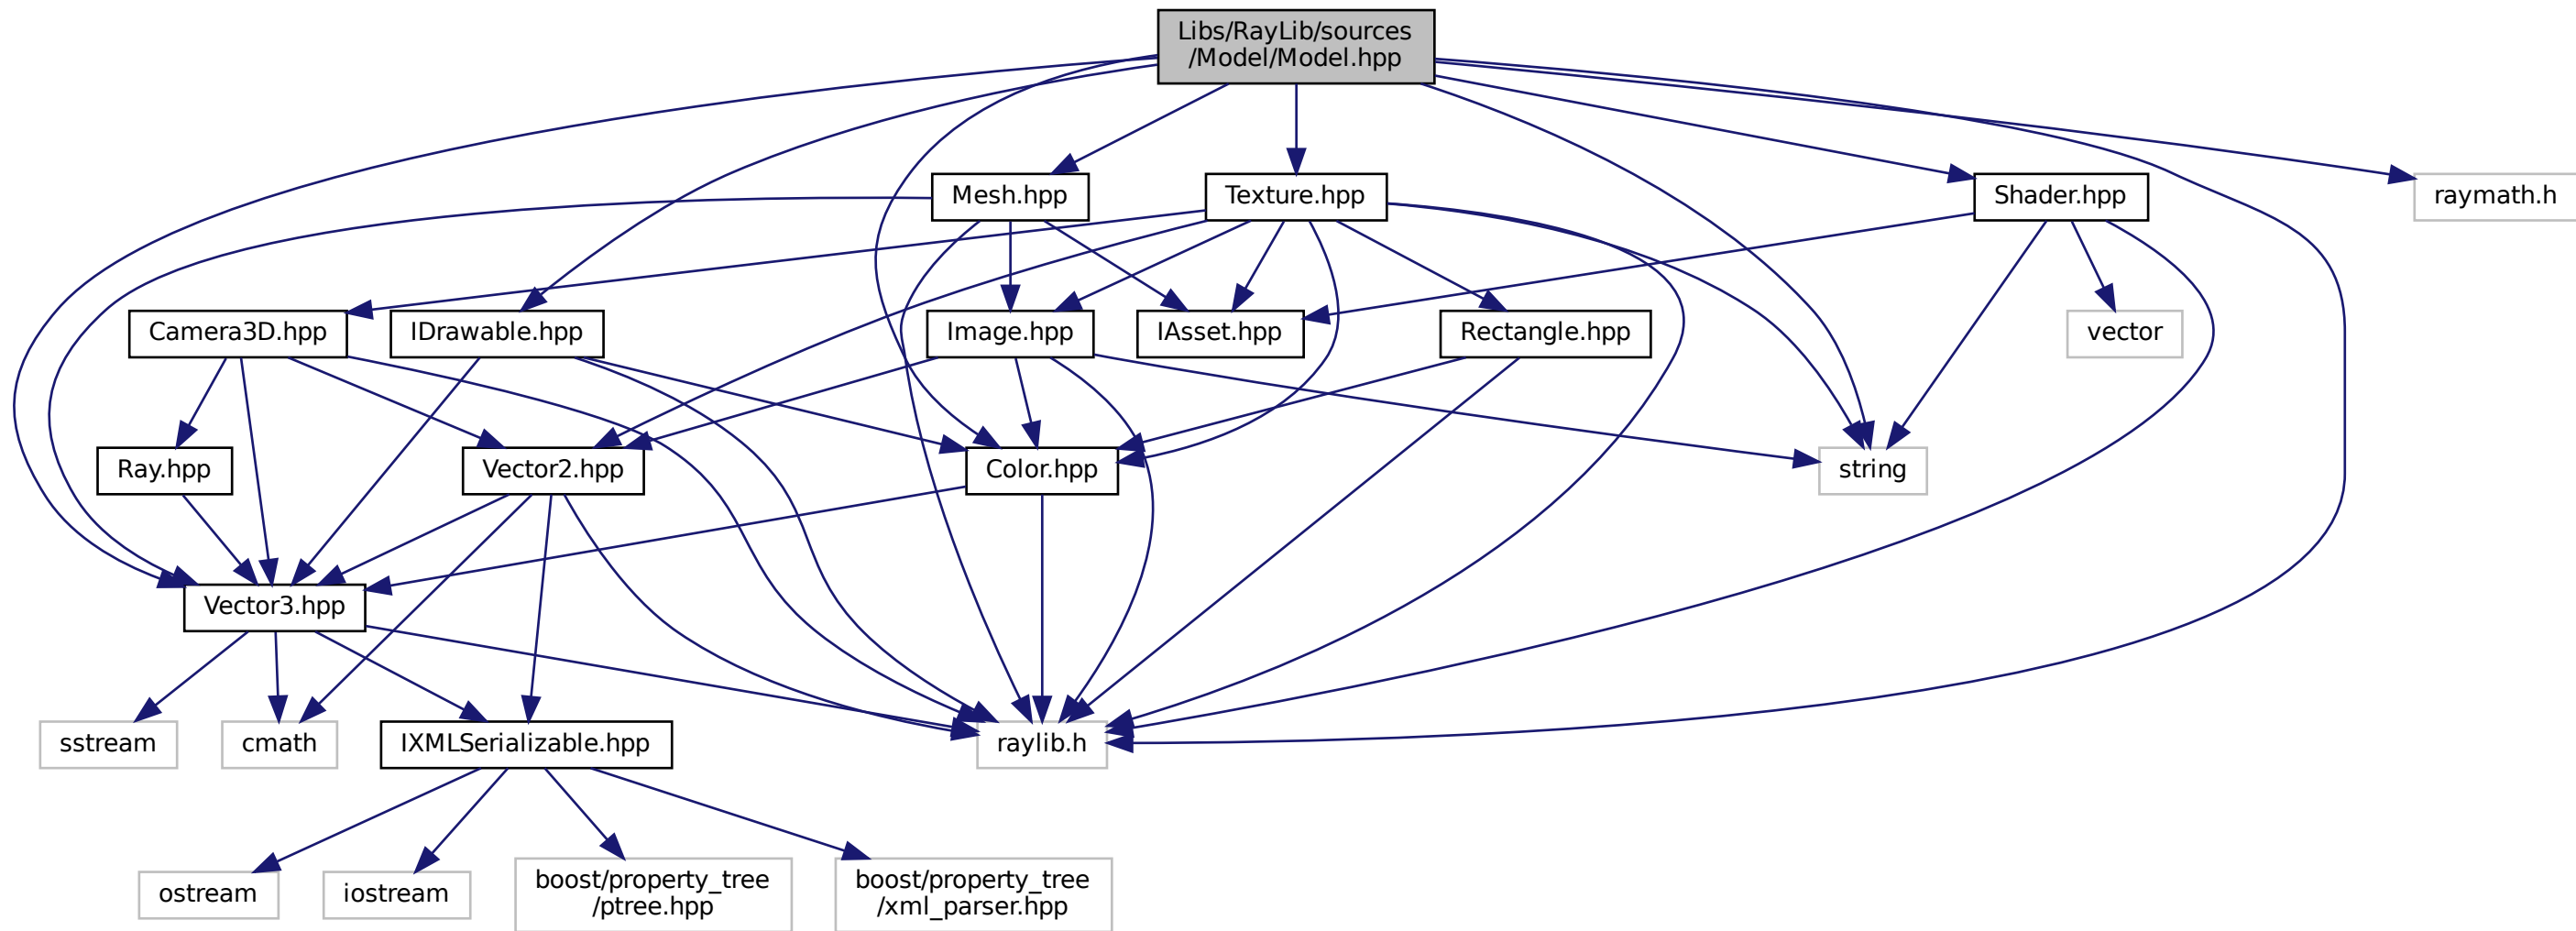 Libs/RayLib/sources
/Model/Model.hpp
Mesh.hpp
Texture.hpp
Shader.hpp
raymath.h
Camera3D.hpp
IDrawable.hpp
Image.hpp
IAsset.hpp
Rectangle.hpp
vector
Ray.hpp
Vector2.hpp
Color.hpp
string
Vector3.hpp
sstream
cmath
IXMLSerializable.hpp
raylib.h
ostream
iostream
boost/property_tree
/ptree.hpp
boost/property_tree
/xml_parser.hpp